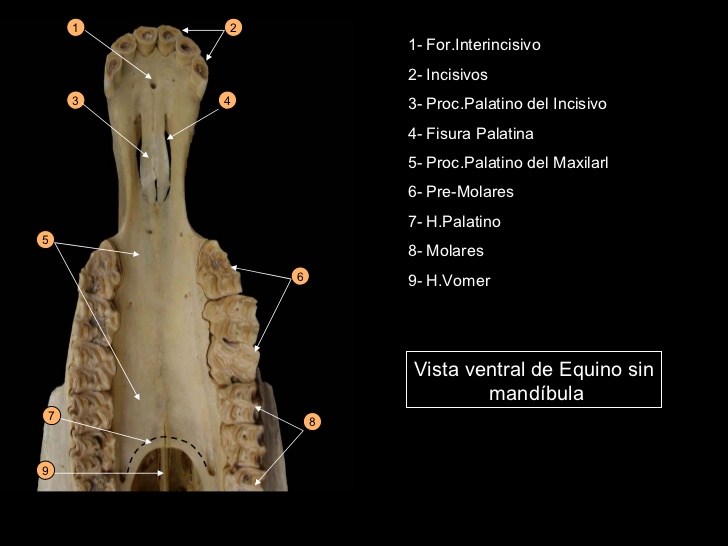 1
2
3
4
5
6
7
8
9
1- For.Interincisivo
2- Incisivos
3- Proc.Palatino del Incisivo
4- Fisura Palatina
5- Proc.Palatino del Maxilarl
6- Pre-Molares
7- H.Palatino
8- Molares
9- H.Vomer
Vista ventral de Equino sin
mandíbula